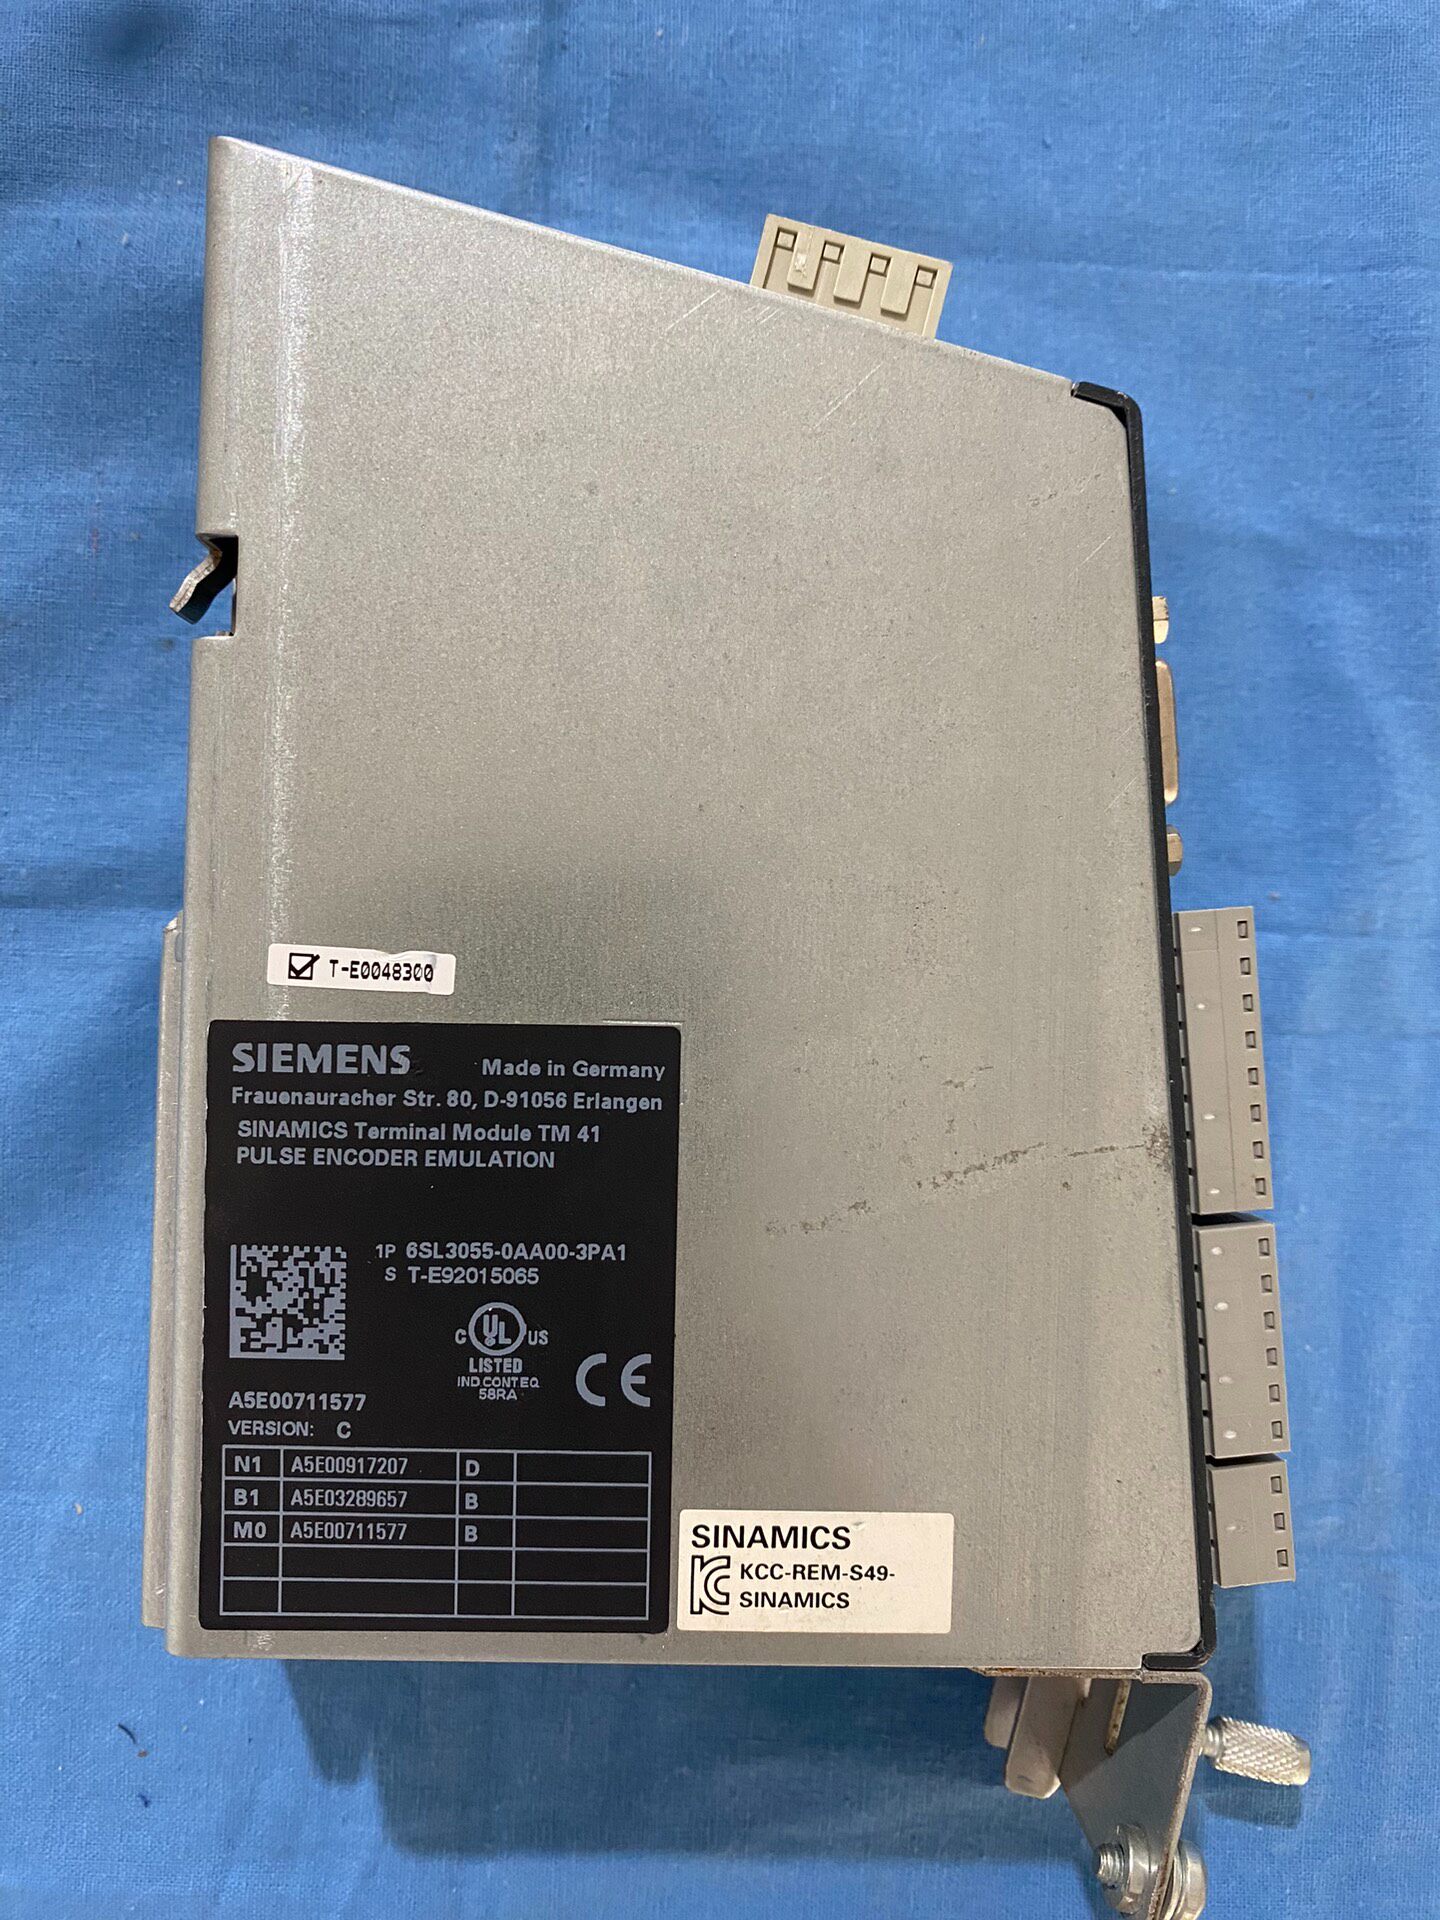 T-E0048300
SIEMENS Made in Germany
Frauenauracher Str. 80, D-91056 Erlangen
SINAMICS Terminal Module TM 41
PULSE ENCODER EMULATION
1P 6SL3055-0AA00-3PA1
S T-E92015065
C UL US
LISTED
IND.CONT.EQ.
58RA
CE
A5E00711577
VERSION: C
N1 A5E00917207 D
B1 A5E03289657 B
M0 A5E00711577 B
SINAMICS
KCC-REM-S49-
SINAMICS